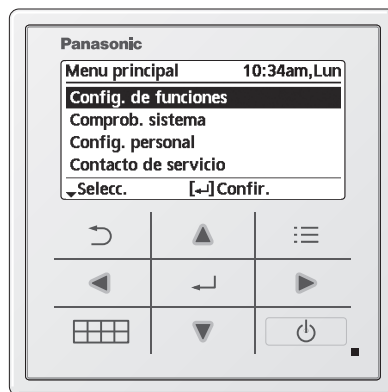 Panasonic
Menu principal 10:34am,Lun
Config. de funciones
Comprob. sistema
Config. personal
Contacto de servicio
Selecc. [↵]Confir.